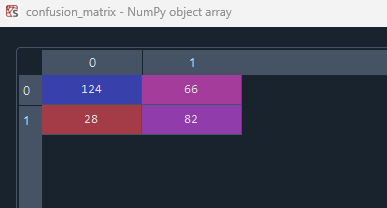 confusion_matrix - NumPy object array
0 1
0 124 66
1 28 82